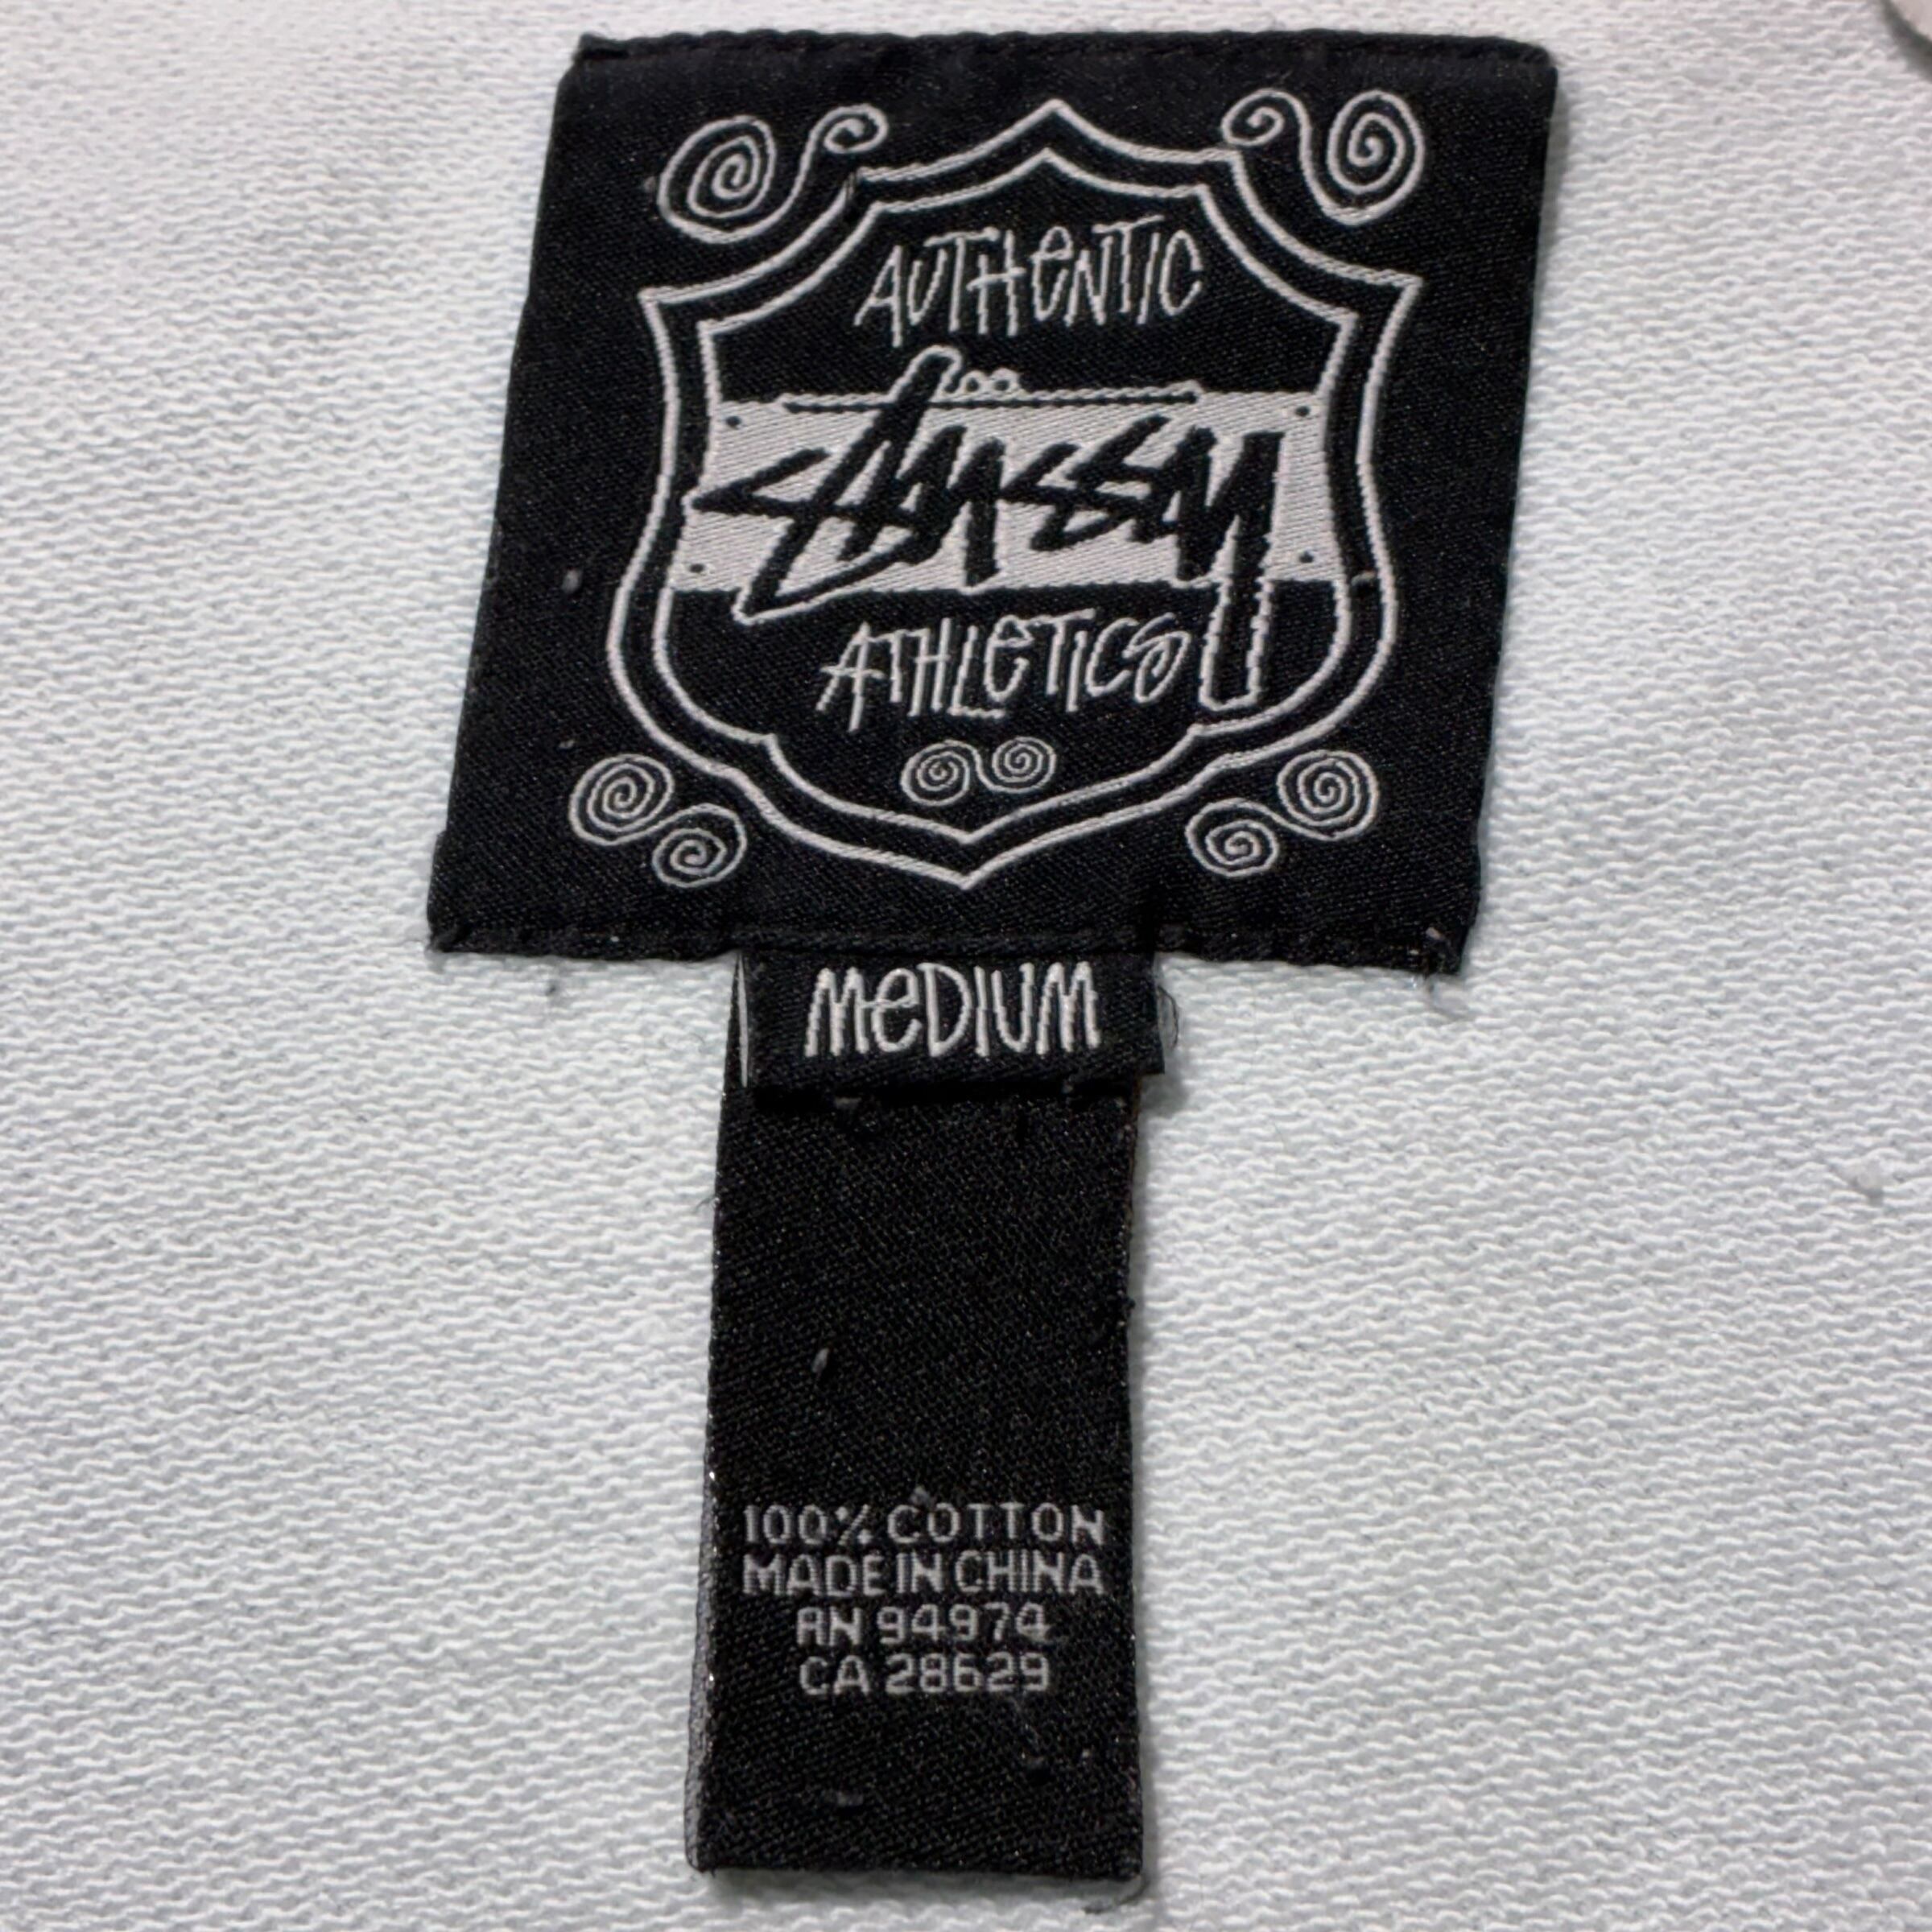 AUTHeNTIC
STUSSY
ATHLeTICS
MeDIUM
100% COTTON
MADE IN CHINA
RN 94974
CA 28629